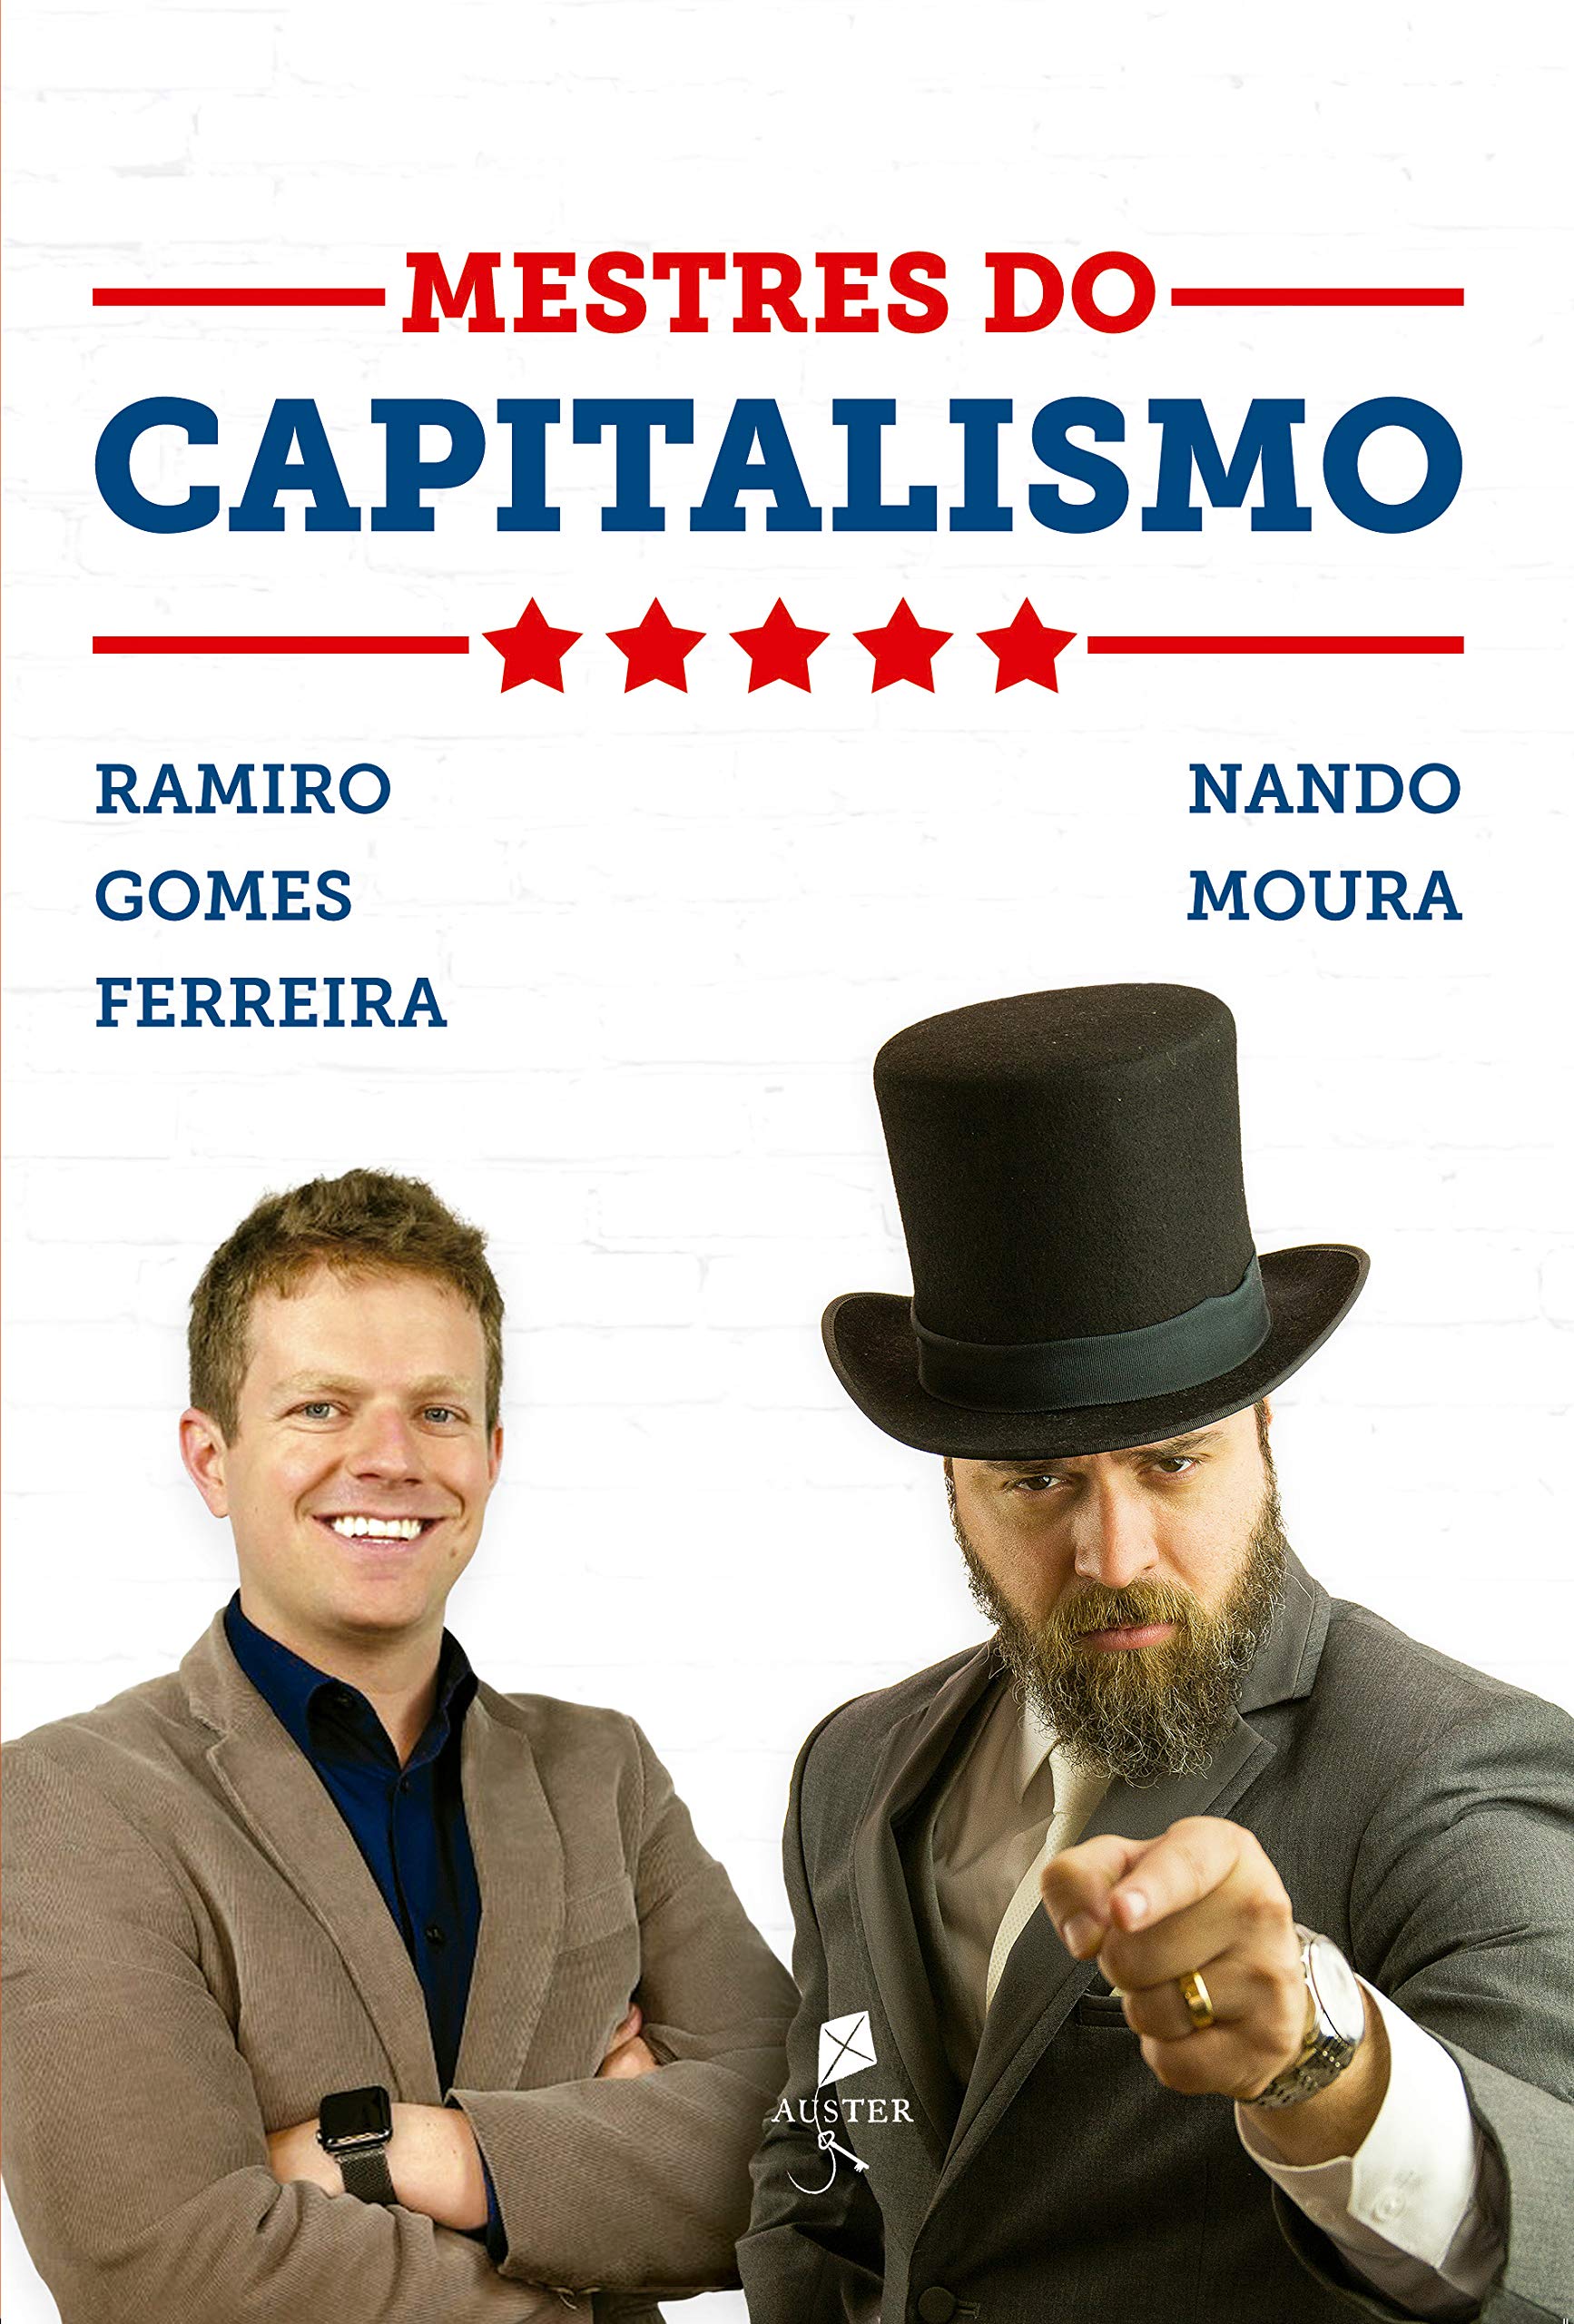 MESTRES DO
CAPITALISMO
RAMIRO
GOMES
FERREIRA
NANDO
MOURA
AUSTER